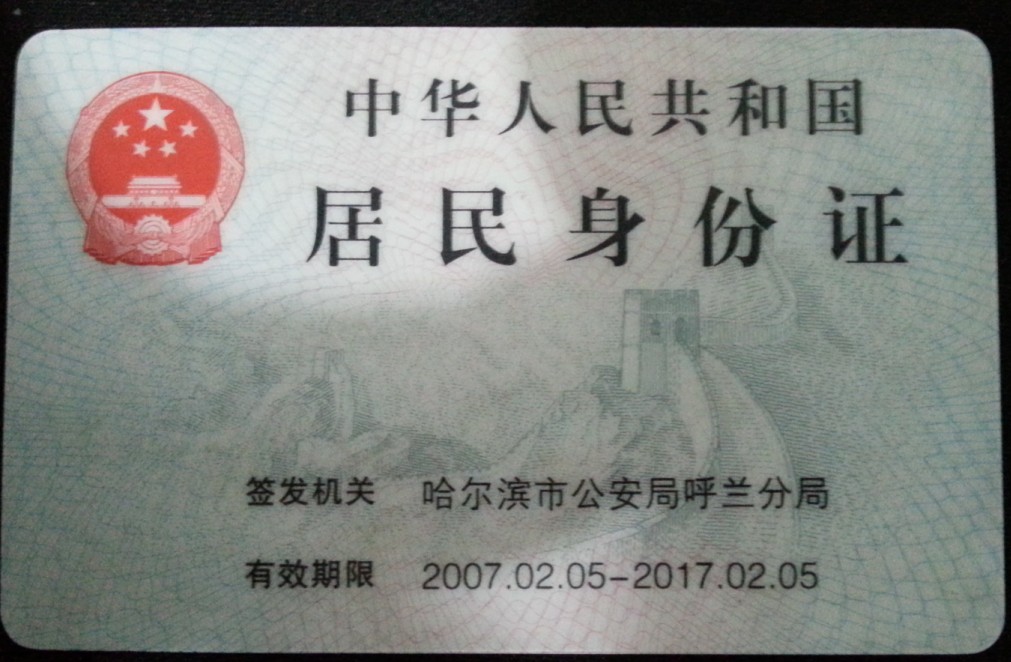 中华人民共和国
居民身份证
签发机关 哈尔滨市公安局呼兰分局
有效期限 2007.02.05-2017.02.05